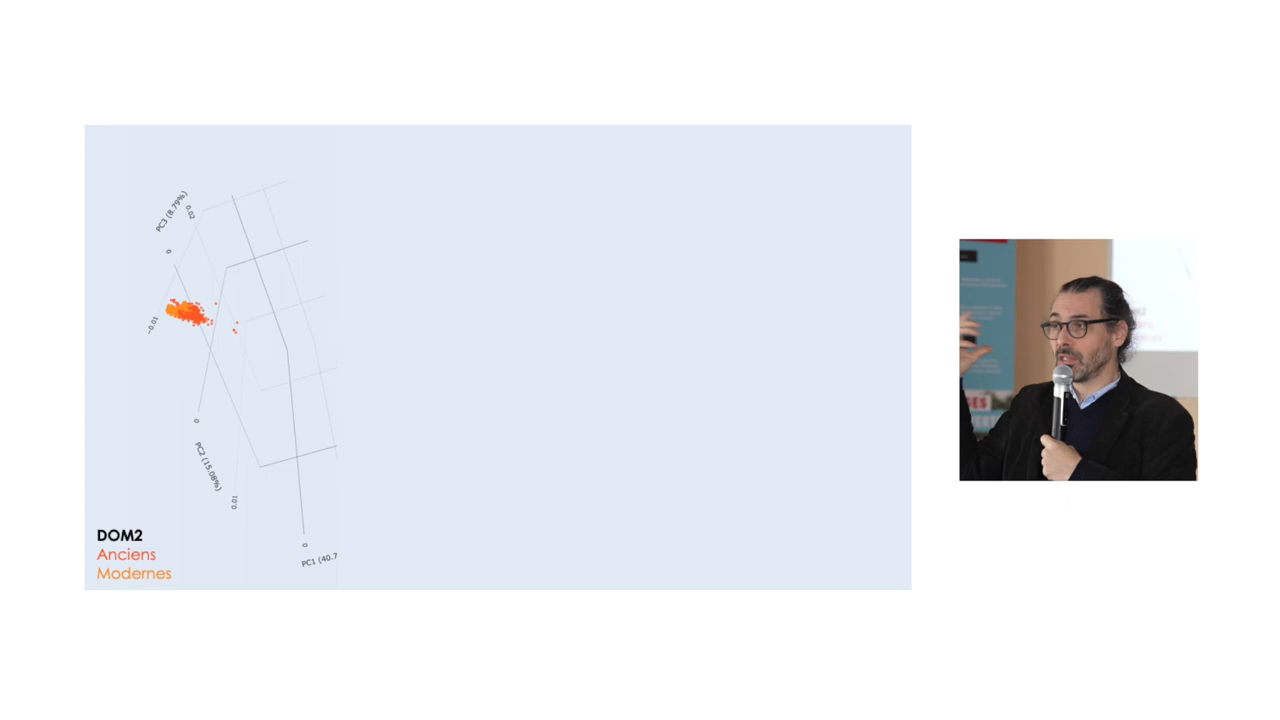 PC3 (8.79%)
0.02
0
−0.01
0
PC2 (15.08%)
0.01
0
PC1 (40.7
DOM2
Anciens
Modernes